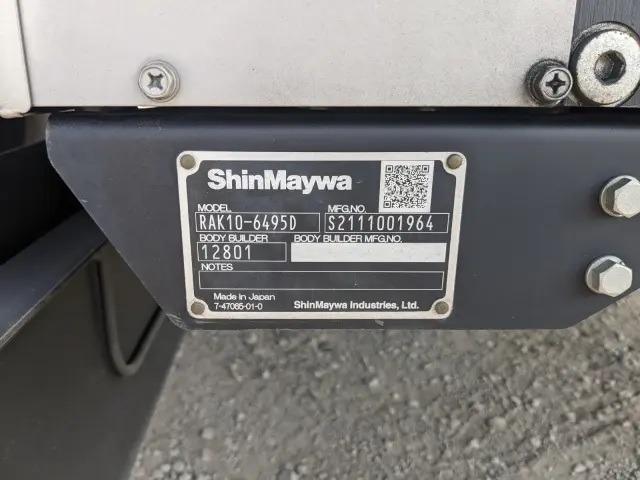 ShinMaywa
MODEL MFG.NO.
RAK10-6495D S2111001964
BODY BUILDER BODY BUILDER MFG.NO.
12801
NOTES
Made in Japan
7-47085-01-0 ShinMaywa Industries, Ltd.